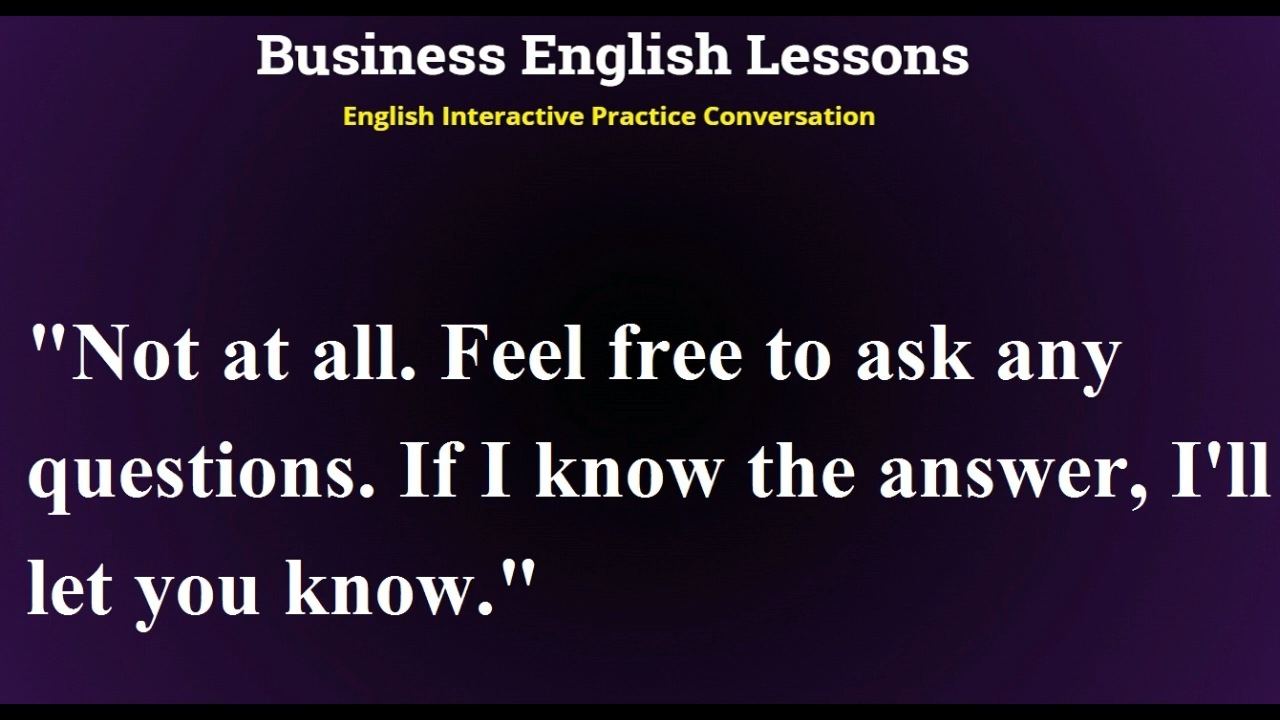 Business English Lessons
English Interactive Practice Conversation
"Not at all. Feel free to ask any
questions. If I know the answer, I'll
let you know."